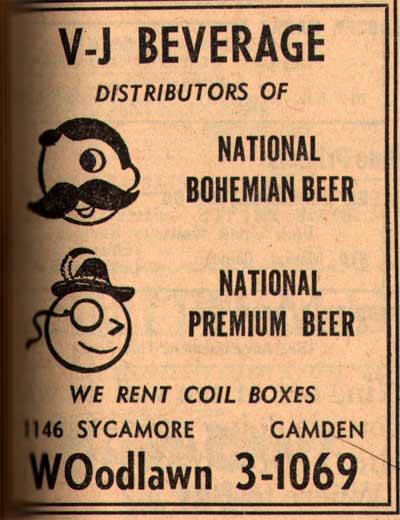 V-J BEVERAGE
DISTRIBUTORS OF
NATIONAL
BOHEMIAN BEER
NATIONAL
PREMIUM BEER
WE RENT COIL BOXES
1146 SYCAMORE CAMDEN
WOodlawn 3-1069